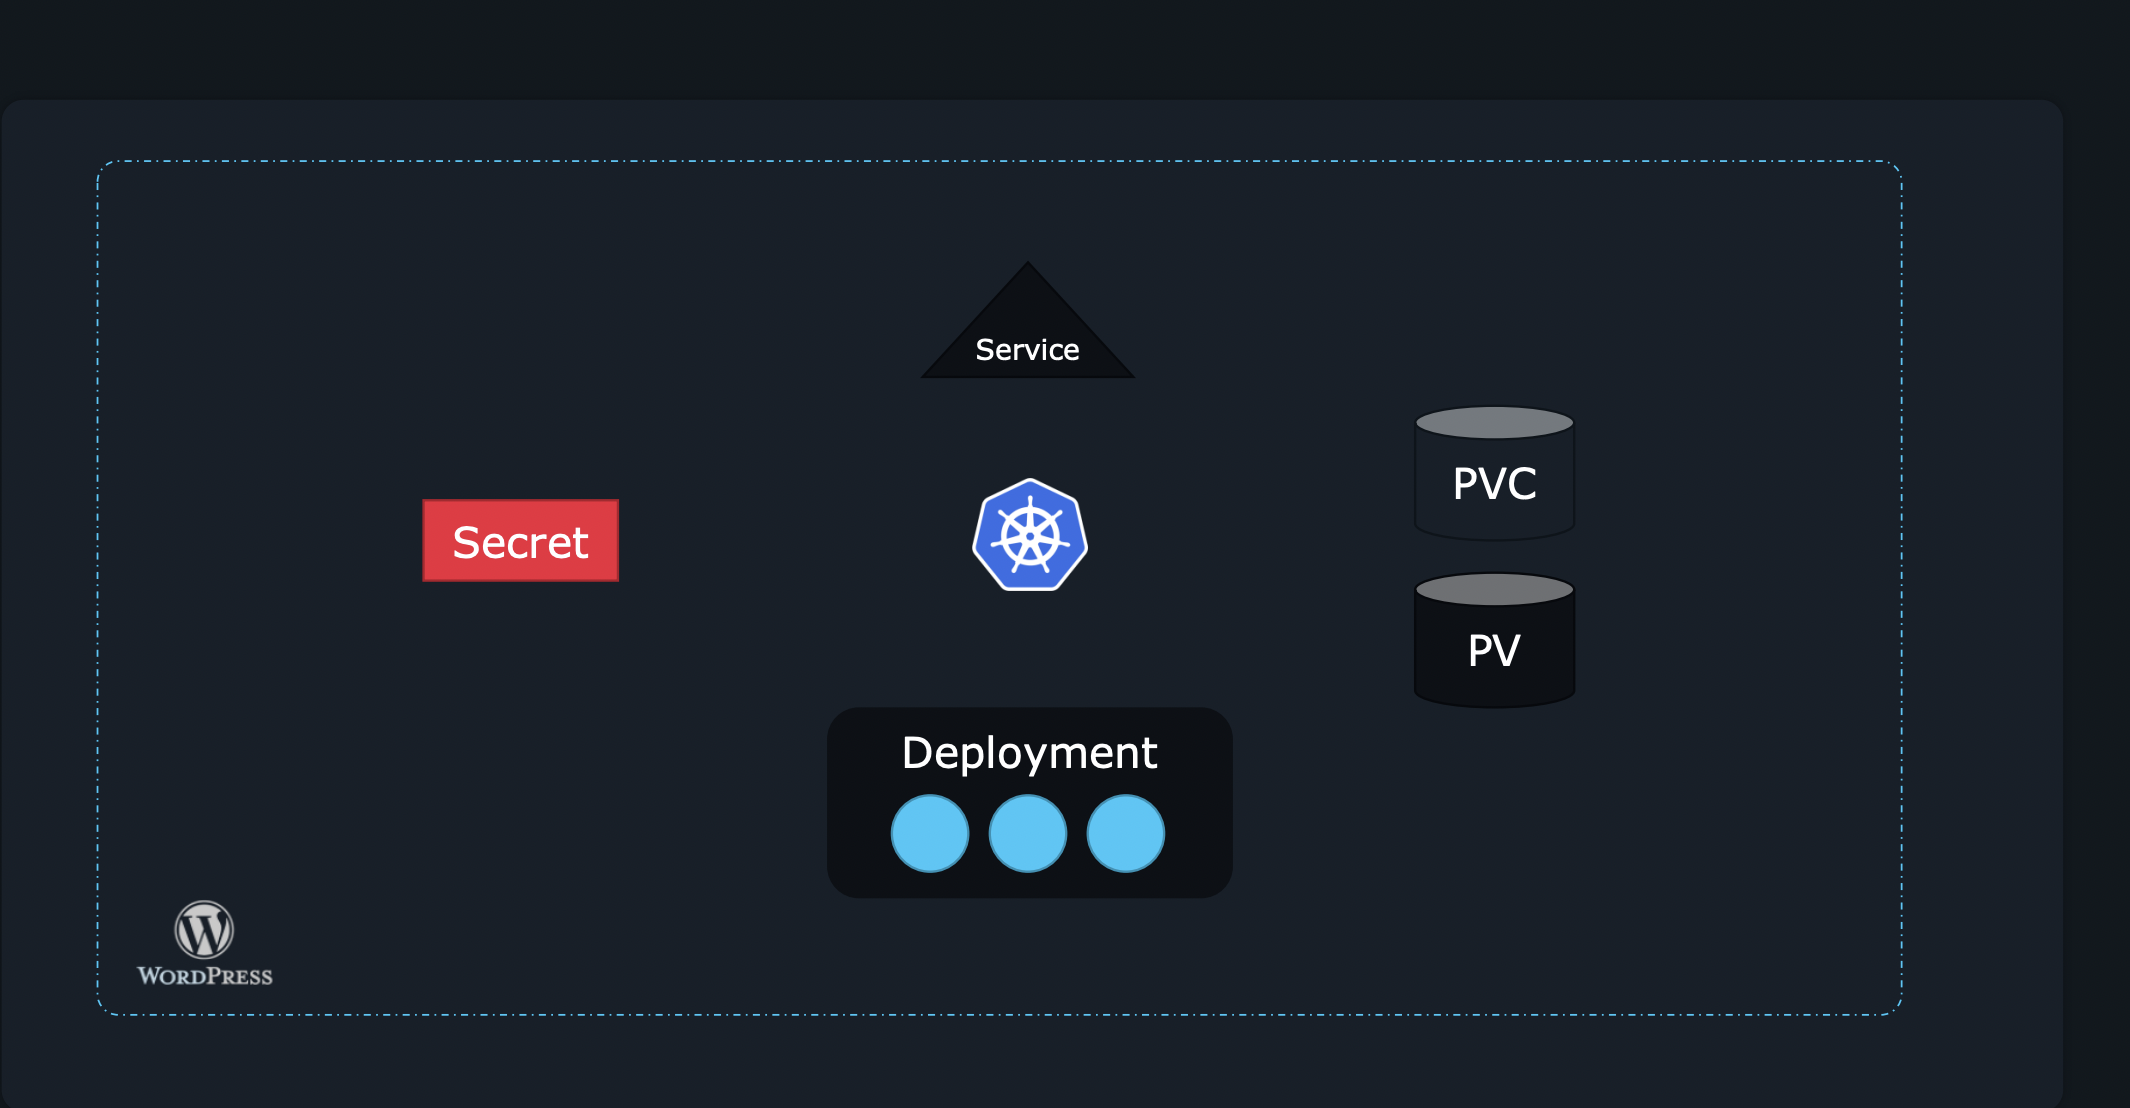 Service
PVC
Secret
PV
Deployment
WORDPRESS